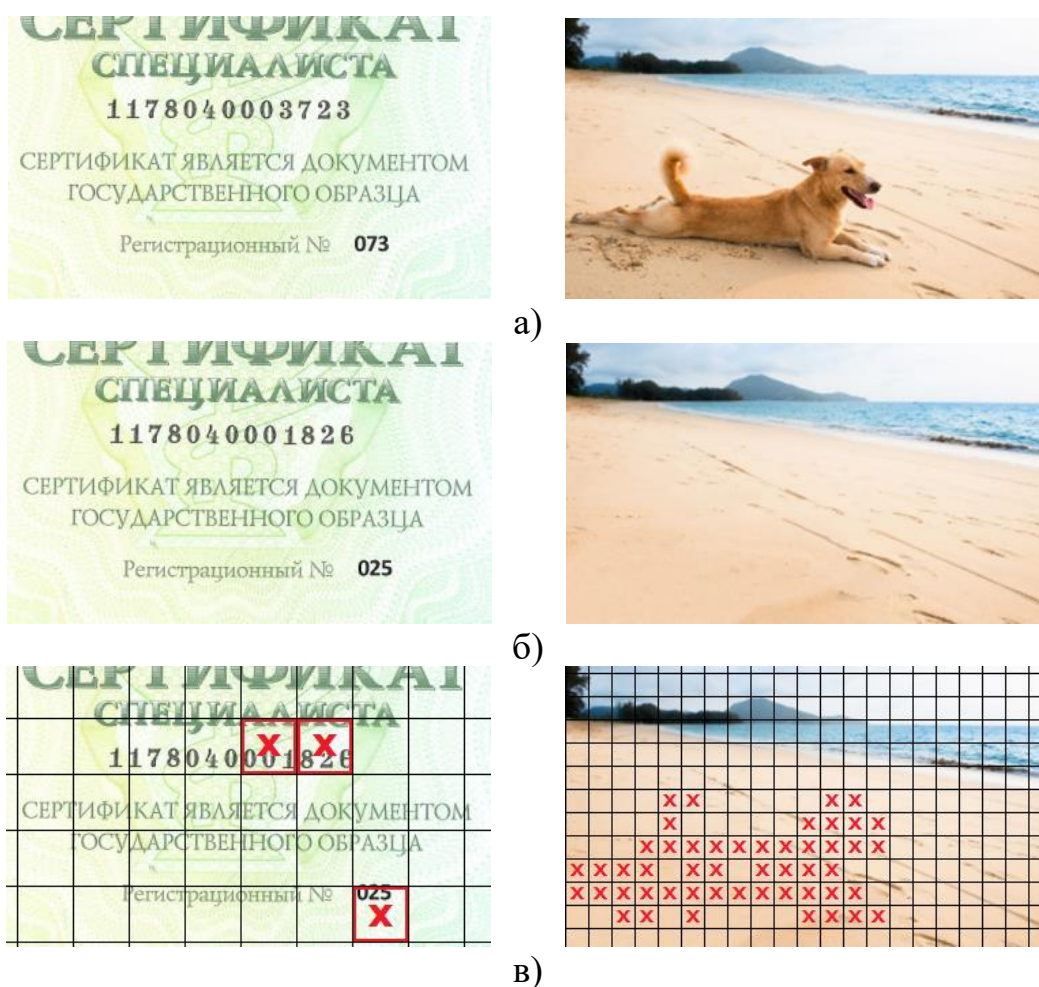 СЕРТИФИКАТ
СПЕЦИАЛИСТА
1178040003723
СЕРТИФИКАТ ЯВЛЯЕТСЯ ДОКУМЕНТОМ
ГОСУДАРСТВЕННОГО ОБРАЗЦА
Регистрационный № 073
а)
СЕРТИФИКАТ
СПЕЦИАЛИСТА
1178040001826
СЕРТИФИКАТ ЯВЛЯЕТСЯ ДОКУМЕНТОМ
ГОСУДАРСТВЕННОГО ОБРАЗЦА
Регистрационный № 025
б)
СЕРТИФИКАТ
СПЕЦИАЛИСТА
1178040001826
X X
СЕРТИФИКАТ ЯВЛЯЕТСЯ ДОКУМЕНТОМ
ГОСУДАРСТВЕННОГО ОБРАЗЦА
Регистрационный № 025
X
X X X X
X X X X X
X X X X X X X X X X X
X X X X X X X X X X
X X X X X X X X X X X X X
X X X X X X X
в)